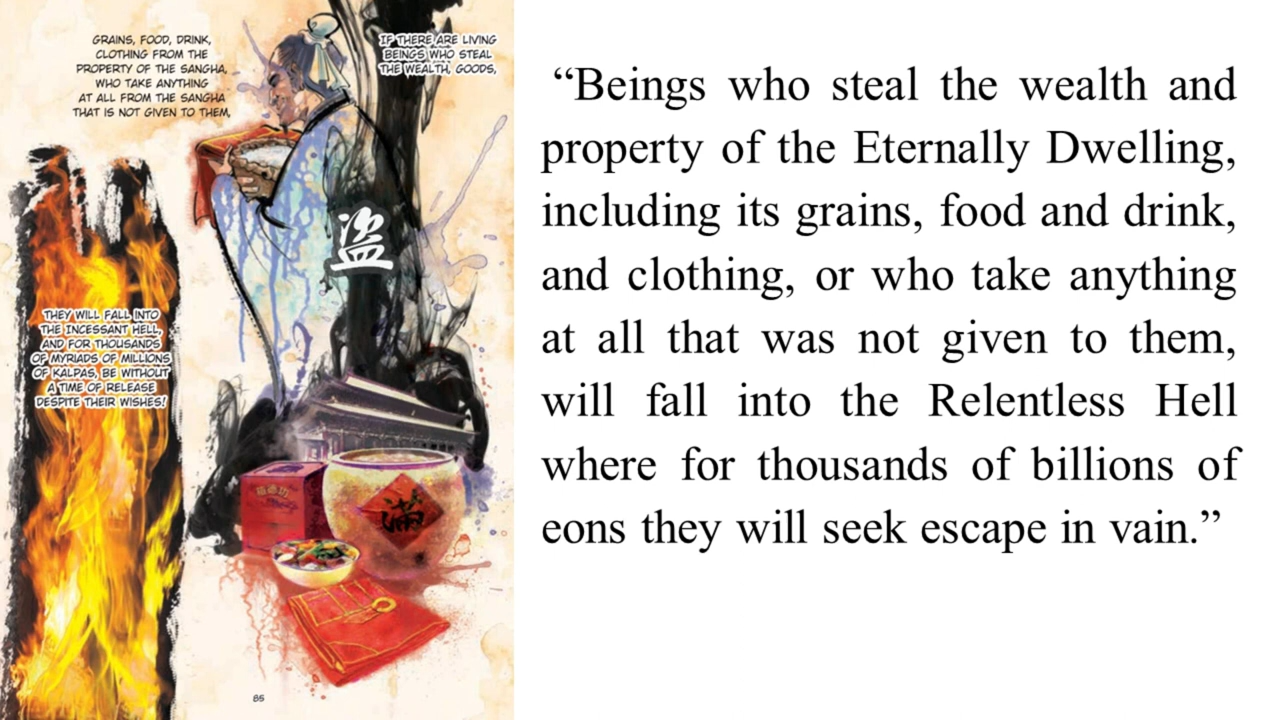 IF THERE ARE LIVING
BEINGS WHO STEAL
THE WEALTH, GOODS,
GRAINS, FOOD, DRINK,
CLOTHING FROM THE
PROPERTY OF THE SANGHA,
WHO TAKE ANYTHING
AT ALL FROM THE SANGHA
THAT IS NOT GIVEN TO THEM,
盜
THEY WILL FALL INTO
THE INCESSANT HELL,
AND FOR THOUSANDS
OF MYRIADS OF MILLIONS
OF KALPAS, BE WITHOUT
A TIME OF RELEASE
DESPITE THEIR WISHES!
滿
85
“Beings who steal the wealth and
property of the Eternally Dwelling,
including its grains, food and drink,
and clothing, or who take anything
at all that was not given to them,
will fall into the Relentless Hell
where for thousands of billions of
eons they will seek escape in vain.”